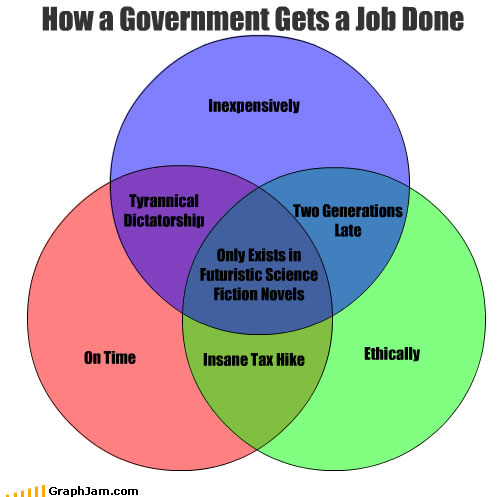 How a Government Gets a Job Done
Inexpensively
Tyrannical
Dictatorship
Two Generations
Late
Only Exists in
Futuristic Science
Fiction Novels
On Time
Insane Tax Hike
Ethically
GraphJam.com